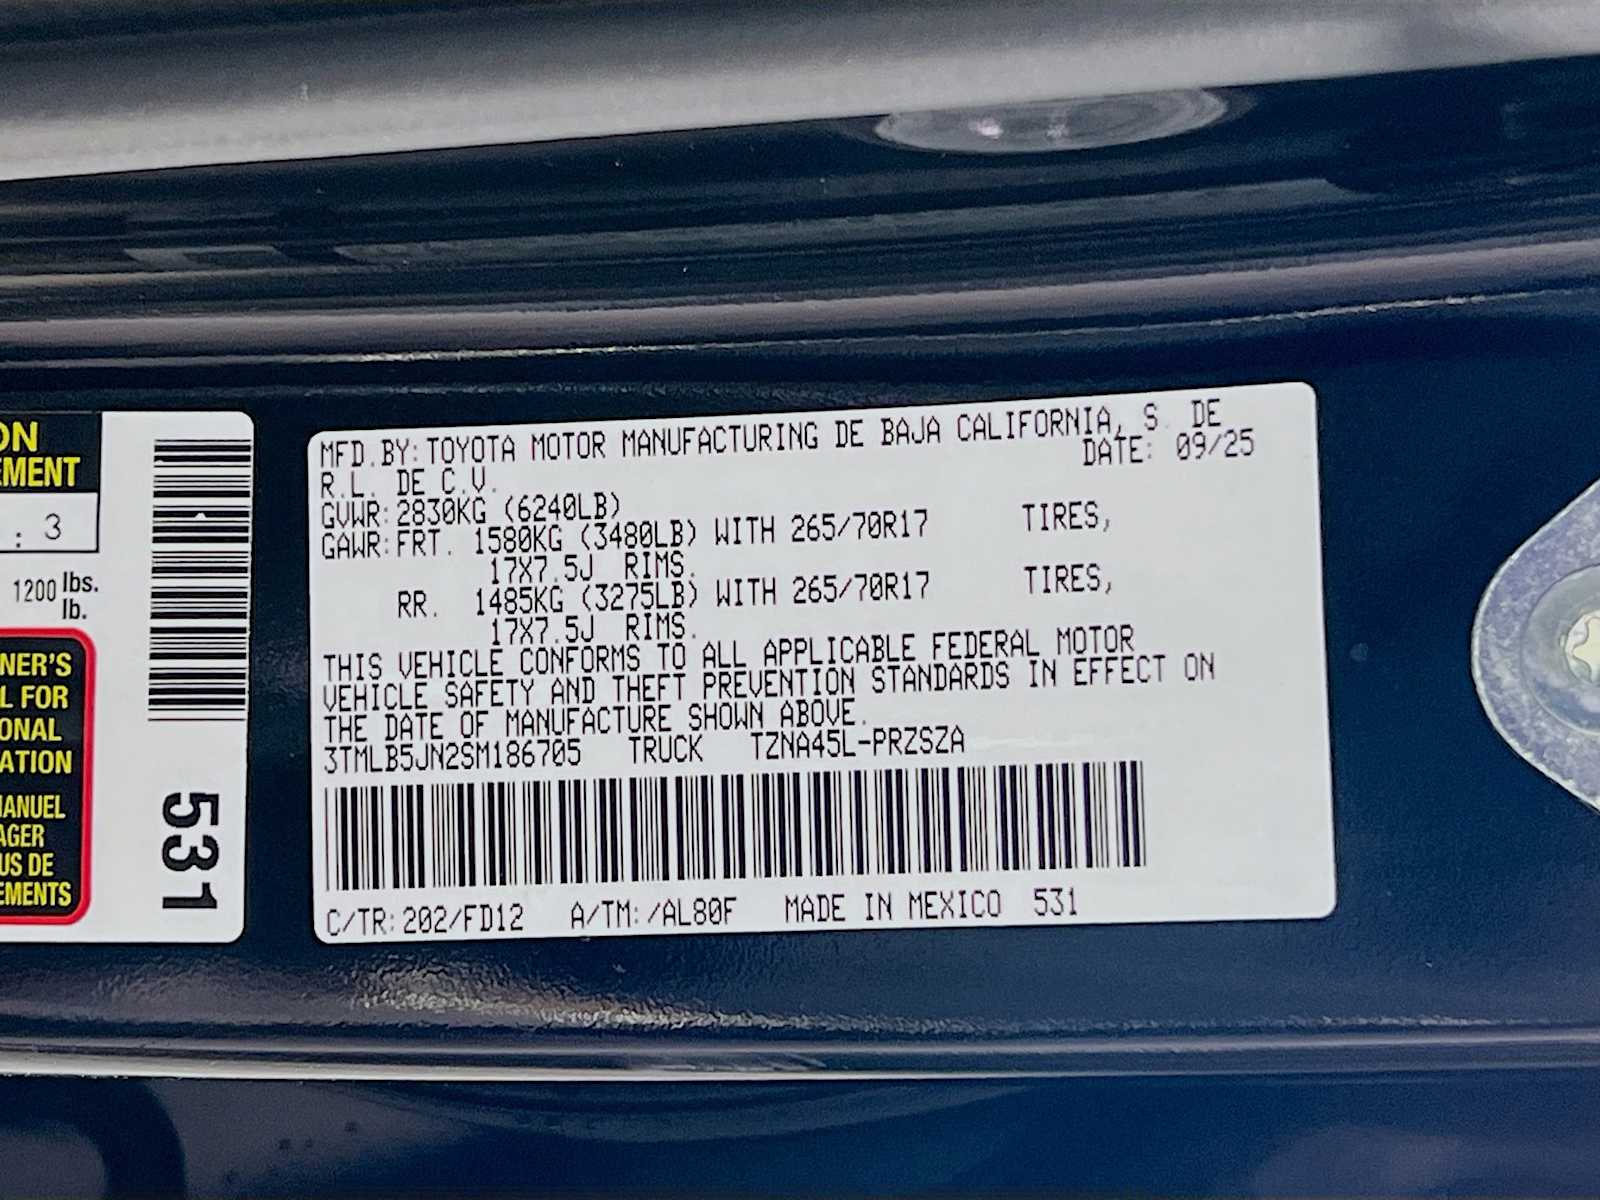 ON
EMENT
: 3
1200 lbs.
lb.
NER'S
L FOR
ONAL
ATION
MANUEL
AGER
US DE
EMENTS
531
MFD.BY: TOYOTA MOTOR MANUFACTURING DE BAJA CALIFORNIA, S. DE
R.L. DE C.V. DATE: 09/25
GVWR: 2830KG (6240LB)
GAWR: FRT. 1580KG (3480LB) WITH 265/70R17 TIRES,
17X7.5J RIMS.
RR. 1485KG (3275LB) WITH 265/70R17 TIRES,
17X7.5J RIMS.
THIS VEHICLE CONFORMS TO ALL APPLICABLE FEDERAL MOTOR
VEHICLE SAFETY AND THEFT PREVENTION STANDARDS IN EFFECT ON
THE DATE OF MANUFACTURE SHOWN ABOVE.
3TMLB5JN2SM186705 TRUCK TZNA45L-PRZSZA
C/TR: 202/FD12 A/TM: /AL80F MADE IN MEXICO 531